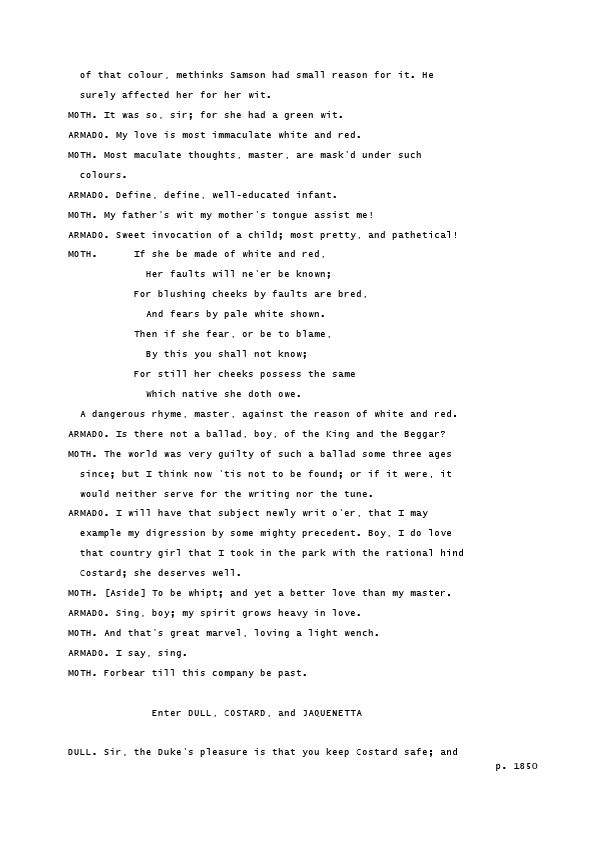 of that colour, methinks Samson had small reason for it. He
surely affected her for her wit.
MOTH. It was so, sir; for she had a green wit.
ARMADO. My love is most immaculate white and red.
MOTH. Most maculate thoughts, master, are mask'd under such
colours.
ARMADO. Define, define, well-educated infant.
MOTH. My father's wit my mother's tongue assist me!
ARMADO. Sweet invocation of a child; most pretty, and pathetical!
MOTH. If she be made of white and red,
Her faults will ne'er be known;
For blushing cheeks by faults are bred,
And fears by pale white shown.
Then if she fear, or be to blame,
By this you shall not know;
For still her cheeks possess the same
Which native she doth owe.
A dangerous rhyme, master, against the reason of white and red.
ARMADO. Is there not a ballad, boy, of the King and the Beggar?
MOTH. The world was very guilty of such a ballad some three ages
since; but I think now 'tis not to be found; or if it were, it
would neither serve for the writing nor the tune.
ARMADO. I will have that subject newly writ o'er, that I may
example my digression by some mighty precedent. Boy, I do love
that country girl that I took in the park with the rational hind
Costard; she deserves well.
MOTH. [Aside] To be whipt; and yet a better love than my master.
ARMADO. Sing, boy; my spirit grows heavy in love.
MOTH. And that's great marvel, loving a light wench.
ARMADO. I say, sing.
MOTH. Forbear till this company be past.
Enter DULL, COSTARD, and JAQUENETTA
DULL. Sir, the Duke's pleasure is that you keep Costard safe; and
p. 1850